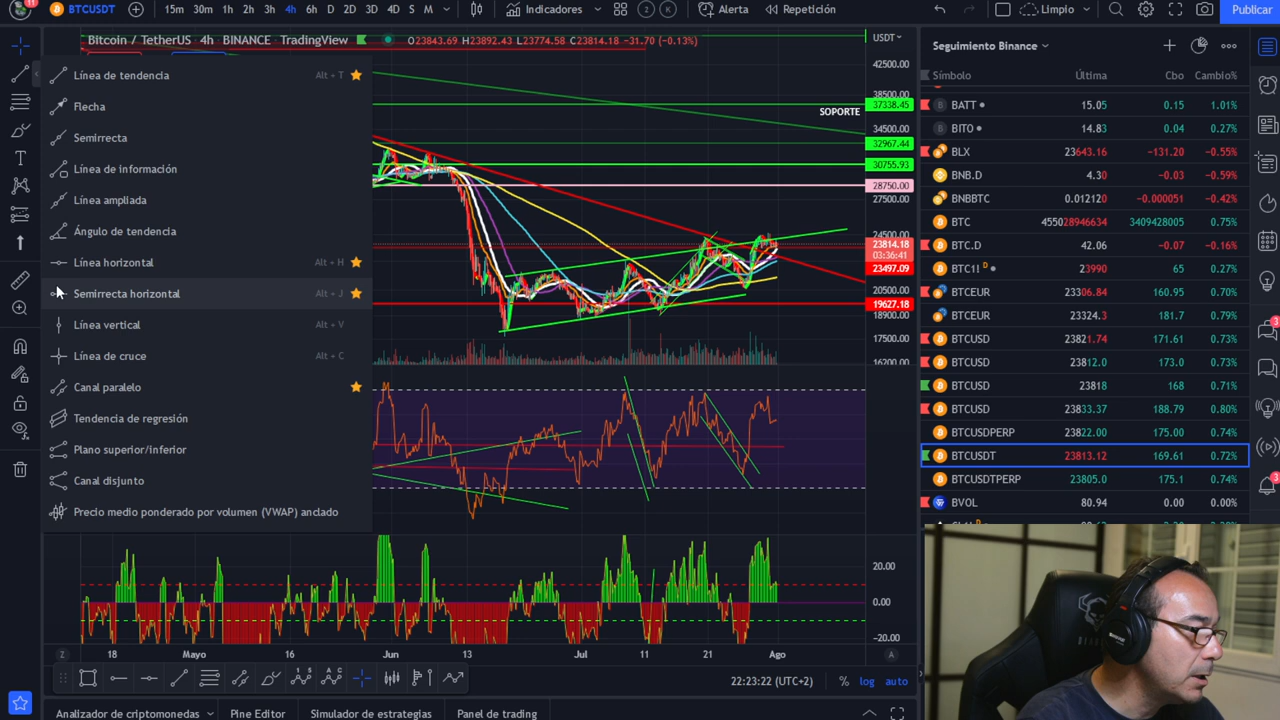 11
BTCUSDT
15m 30m 1h 2h 3h 4h 6h D 2D 3D 4D S M
Indicadores
2 K
Alerta
Repetición
Limpio
Publicar
Bitcoin / TetherUS 4h BINANCE TradingView
O23843.69 H23892.43 L23774.58 C23814.18 -31.70 (-0.13%)
USDT
Línea de tendencia Alt + T
Flecha
Semirrecta
Línea de información
Línea ampliada
Ángulo de tendencia
Línea horizontal Alt + H
Semirrecta horizontal Alt + J
Línea vertical Alt + V
Línea de cruce Alt + C
Canal paralelo
Tendencia de regresión
Plano superior/inferior
Canal disjunto
Precio medio ponderado por volumen (VWAP) anclado
SOPORTE
42500.00
38500.00
37338.45
34500.00
32967.44
30755.93
28750.00
27500.00
24500.00
23814.18
03:36:41
23497.09
20500.00
19627.18
18900.00
17500.00
16200.00
20.00
0.00
-20.00
Z 18 Mayo 16 Jun 13 Jul 11 21 Ago A
22:23:22 (UTC+2) % log auto
Analizador de criptomonedas Pine Editor Simulador de estrategias Panel de trading
Seguimiento Binance
Símbolo Última Cbo Cambio%
BATT 15.05 0.15 1.01%
BITO 14.83 0.04 0.27%
BLX 23643.16 -131.20 -0.55%
BNB.D 4.30 -0.03 -0.59%
BNBBTC 0.012120 -0.000051 -0.42%
BTC 45502894663​4 3409428005 0.75%
BTC.D 42.06 -0.07 -0.16%
BTC1! D 23990 65 0.27%
BTCEUR 23306.84 160.95 0.70%
BTCEUR 23324.3 181.7 0.79%
BTCUSD 23821.74 171.61 0.73%
BTCUSD 23812.0 173.0 0.73%
BTCUSD 23818 168 0.71%
BTCUSD 23833.37 188.79 0.80%
BTCUSDPERP 23822.00 175.00 0.74%
BTCUSDT 23813.12 169.61 0.72%
BTCUSDTPERP 23805.0 175.1 0.74%
BVOL 80.94 0.00 0.00%